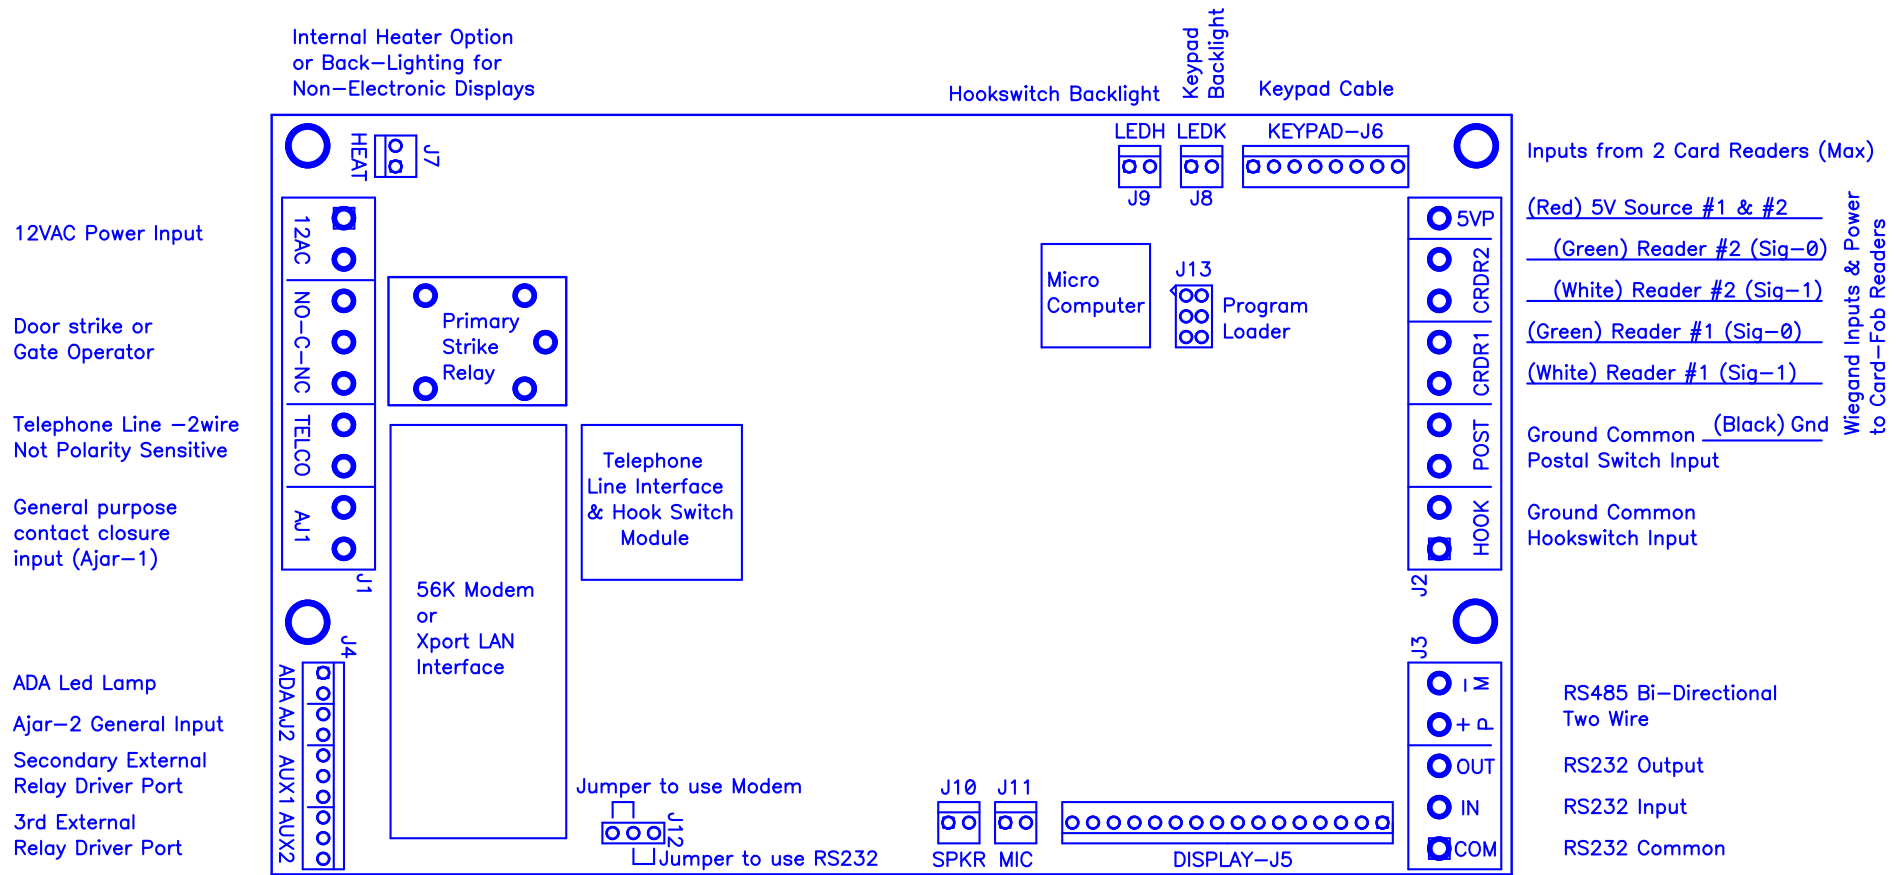 Internal Heater Option
or Back-Lighting for
Non-Electronic Displays
Hookswitch Backlight
Keypad
Backlight
Keypad Cable
HEAT
J7
LEDH
LEDK
KEYPAD-J6
J9
J8
12VAC Power Input
Door strike or
Gate Operator
Telephone Line -2wire
Not Polarity Sensitive
General purpose
contact closure
input (Ajar-1)
12AC
NO-C-NC
TELCO
AJ1
J1
Primary
Strike
Relay
Telephone
Line Interface
& Hook Switch
Module
56K Modem
or
Xport LAN
Interface
Micro
Computer
J13
Program
Loader
5VP
CRDR2
CRDR1
POST
HOOK
J2
Inputs from 2 Card Readers (Max)
(Red) 5V Source #1 & #2
(Green) Reader #2 (Sig-0)
(White) Reader #2 (Sig-1)
(Green) Reader #1 (Sig-0)
(White) Reader #1 (Sig-1)
(Black) Gnd
Ground Common
Postal Switch Input
Ground Common
Hookswitch Input
Wiegand Inputs & Power
to Card-Fob Readers
ADA Led Lamp
Ajar-2 General Input
Secondary External
Relay Driver Port
3rd External
Relay Driver Port
J4
ADA
AJ2
AUX1
AUX2
Jumper to use Modem
J12
Jumper to use RS232
J10
J11
SPKR
MIC
DISPLAY-J5
J3
- M
+ P
OUT
IN
COM
RS485 Bi-Directional
Two Wire
RS232 Output
RS232 Input
RS232 Common